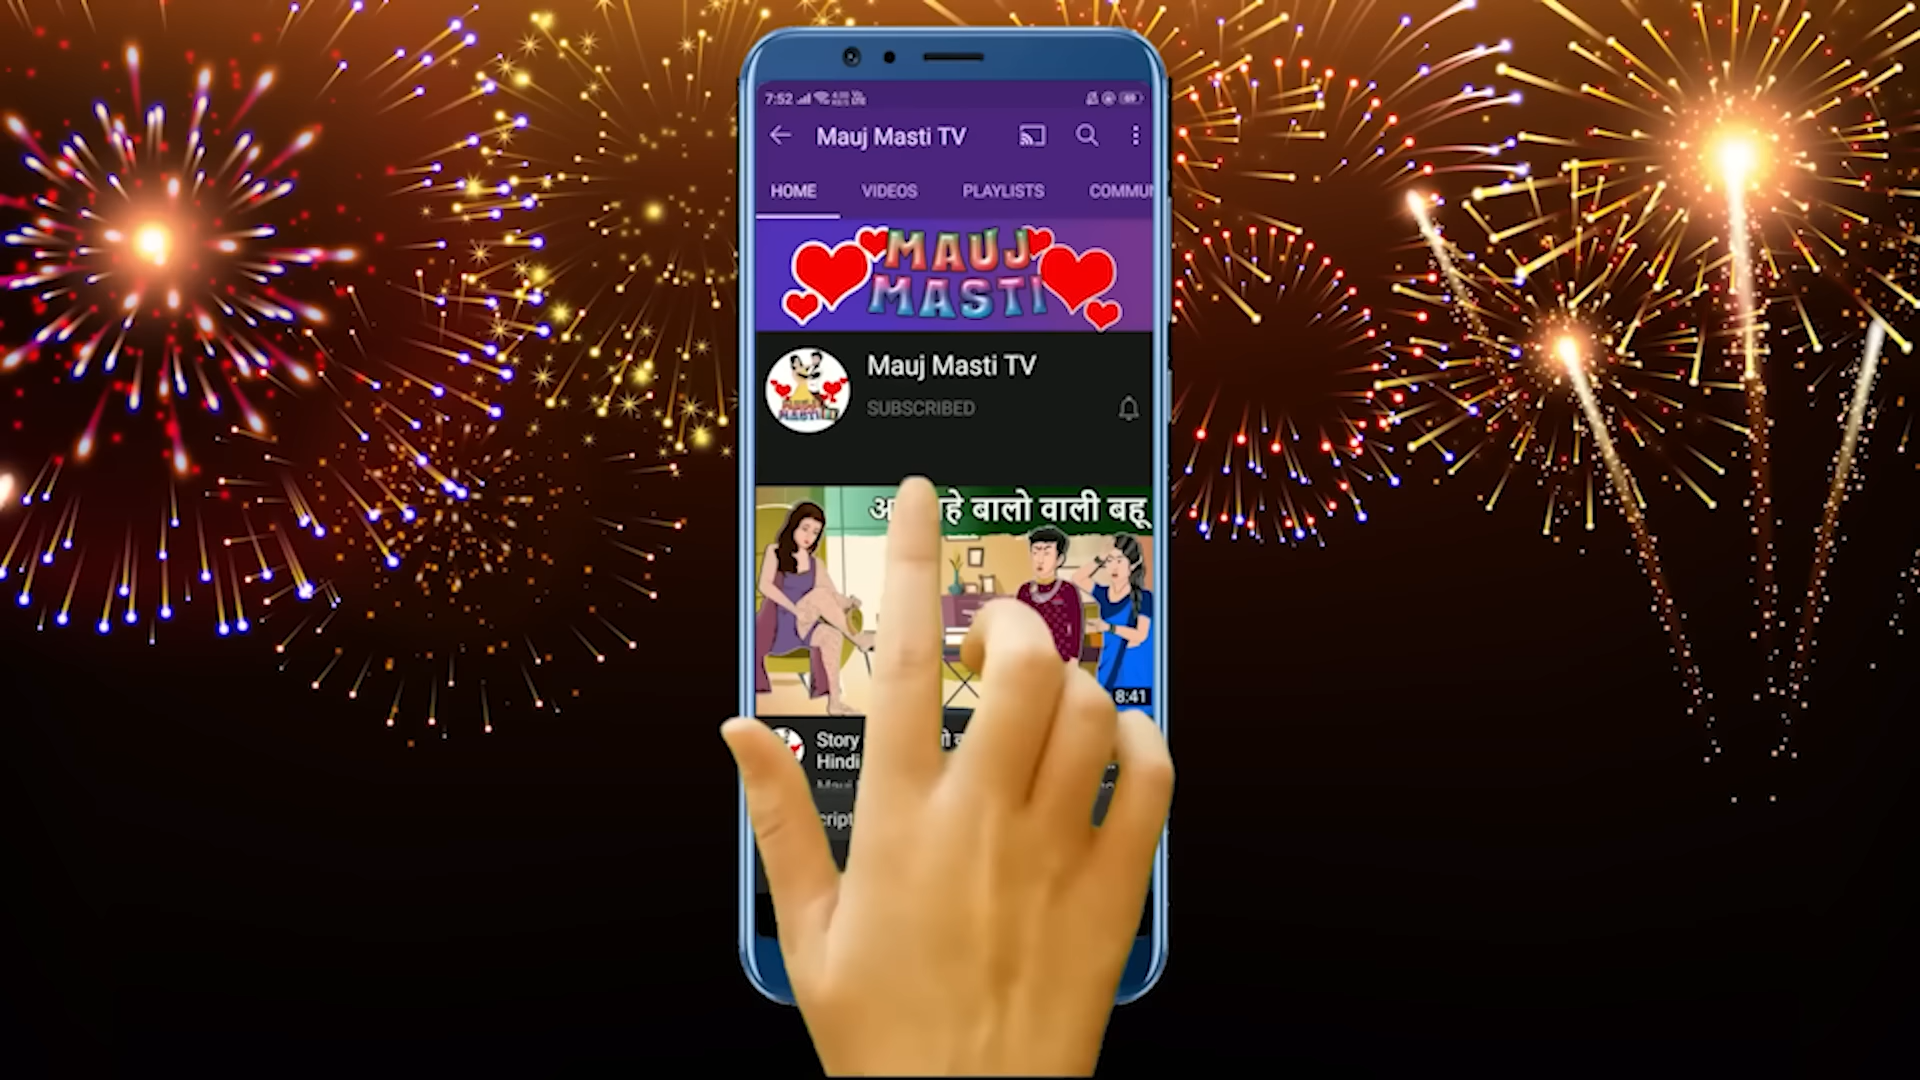 7:52
Mauj Masti TV
HOME VIDEOS PLAYLISTS COMMUN
MAUJ
MASTI
Mauj Masti TV
SUBSCRIBED
हे बालो वाली बहू
8:41
Story
Hindi